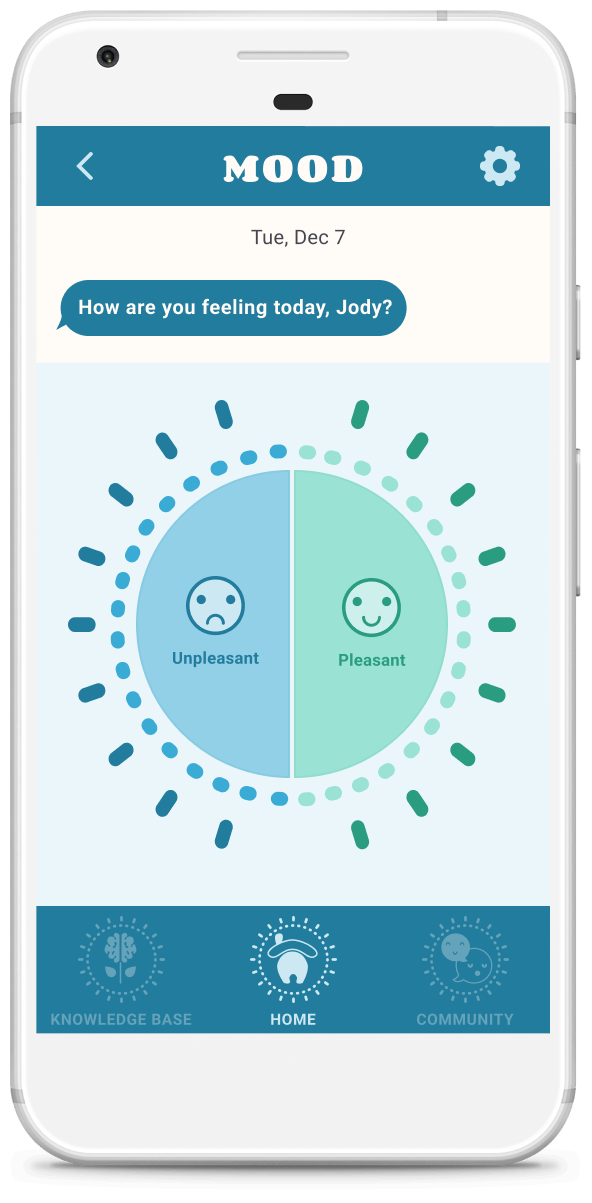 MOOD
Tue, Dec 7
How are you feeling today, Jody?
Unpleasant
Pleasant
KNOWLEDGE BASE
HOME
COMMUNITY